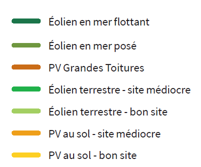 Éolien en mer flottant
Éolien en mer posé
PV Grandes Toitures
Éolien terrestre - site médiocre
Éolien terrestre - bon site
PV au sol - site médiocre
PV au sol - bon site